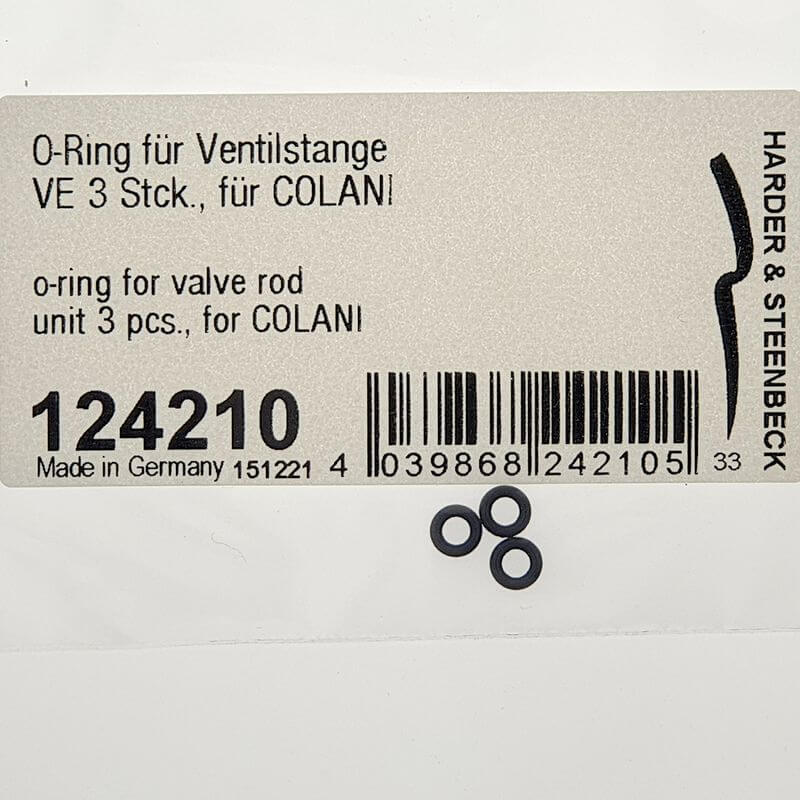 O-Ring für Ventilstange
VE 3 Stck., für COLANI
o-ring for valve rod
unit 3 pcs., for COLANI
124210
Made in Germany 151221
4 039868 242105 33
HARDER & STEENBECK